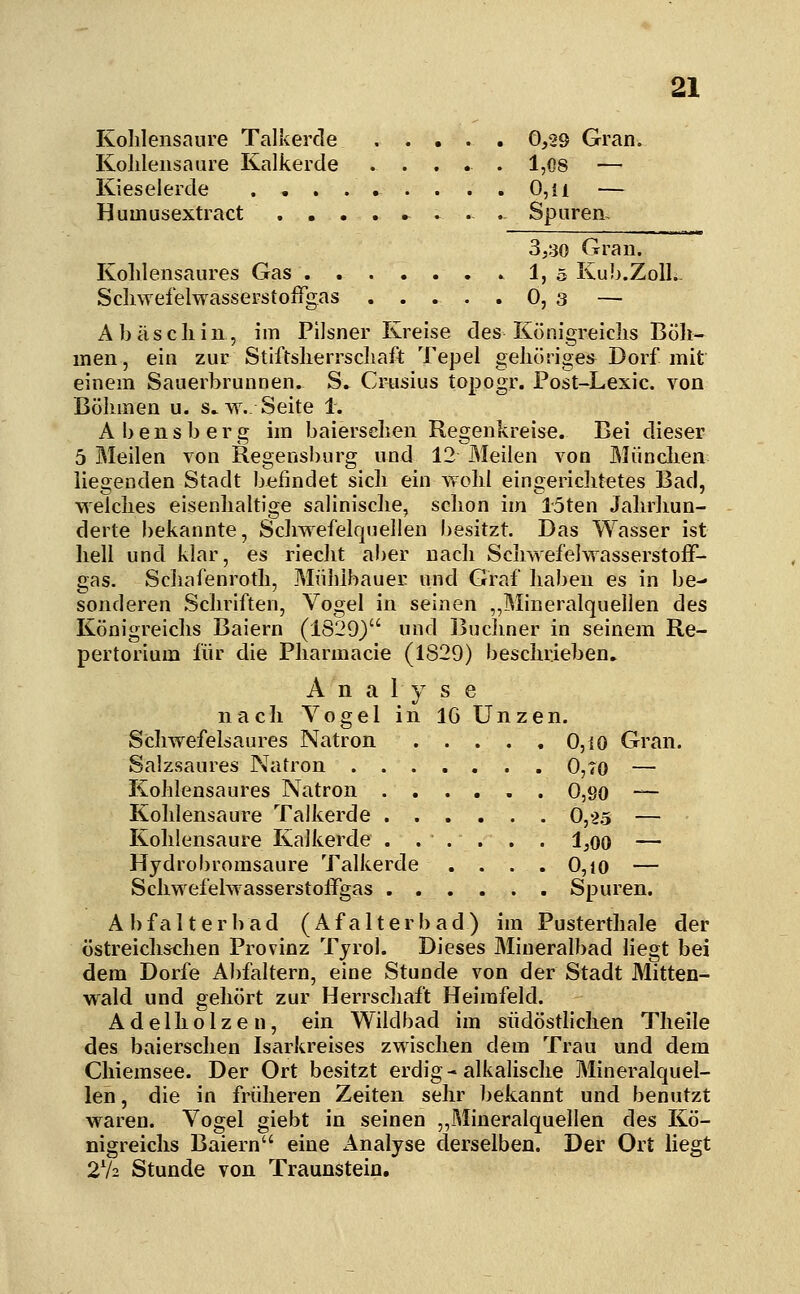 21
Kohlensaure Talkerde . . . . . 0,29 Gran.
Kohlensaure Kalkerde . . . . . 1,08 —
Kieselerde . . . . . . . . . 0,11 —
Humusextract . . . . . . . . . Spuren.
3,30 Gran.
Kohlensaures Gas . . . . . . . . 1, 5 Kub.Zoll.
Schwefelwasserstoffgas . . . . . 0, 3 —
Abäschin, im Pilsner Kreise des Königreichs Böh-
men, ein zur Stiftsherrschaft Tepel gehöriges Dorf mit
einem Sauerbrunnen. S. Crusius topogr. Post-Lexic. von
Böhmen u. s. w. Seite 1.
Abensberg im baierschen Regenkreise. Bei dieser
5 Meilen von Regensburg und 12 Meilen von München
liegenden Stadt befindet sich ein wohl eingerichtetes Bad,
welches eisenhaltige salinische, schon im 15ten Jahrhun-
derte bekannte, Schwefelquellen besitzt. Das Wasser ist
hell und klar, es riecht aber nach Schwefelwasserstoff-
gas. Schafenroth, Mühlbauer und Graf haben es in be-
sonderen Schriften, Vogel in seinen „Mineralquellen des
Königreichs Baiern (1829)“ und Buchner in seinem Re-
pertorium für die Pharmacie (1829) beschrieben.
Analyse
nach Vogel in 16 Unzen.
Schwefelsaures Natron . . . . . 0,10 Gran.
Salzsaures Natron . . . . . . . 0,70 —
Kohlensaures Natron . . . . . . 0,90 —
Kohlensaure Talkerde . . . . . . 0,25 —
Kohlensaure Kalkerde . . . . . . 1,00 —
Hydrobromsaure Talkerde . . . . 0,10 —
Schwefelwasserstoffgas . . . . . . Spuren.
Abfalterbad (Afalterbad) im Pusterthale der
östreichschen Provinz Tyrol. Dieses Mineralbad liegt bei
dem Dorfe Abfaltern, eine Stunde von der Stadt Mitten-
wald und gehört zur Herrschaft Heimfeld.
Adelholzen, ein Wildbad im südöstlichen Theile
des baierschen Isarkreises zwischen dem Trau und dem
Chiemsee. Der Ort besitzt erdig-alkalische Mineralquel-
len, die in früheren Zeiten sehr bekannt und benutzt
waren. Vogel giebt in seinen „Mineralquellen des Kö-
nigreichs Baiern“ eine Analyse derselben. Der Ort liegt
2½ Stunde von Traunstein.